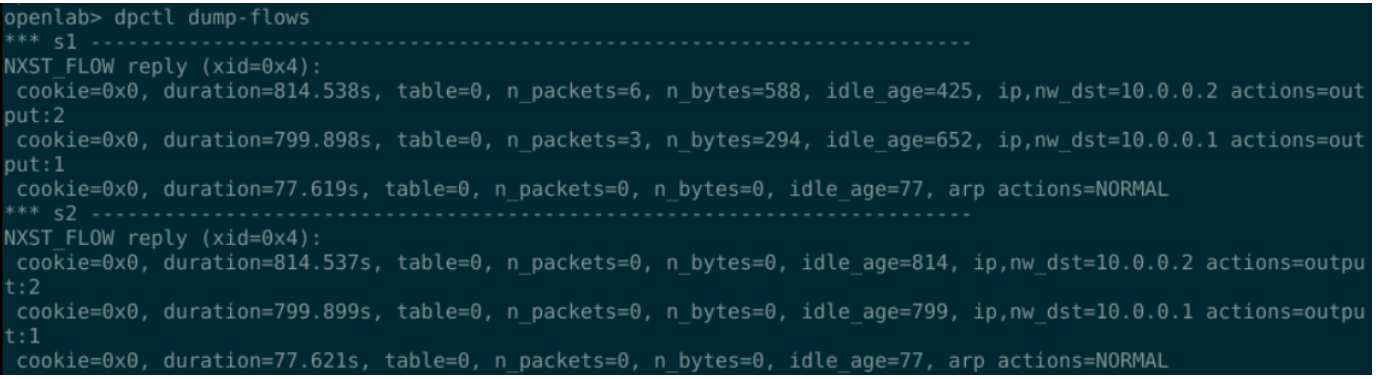 openlab> dpctl dump-flows
*** s1 ------------------------------------------------------------------------
NXST_FLOW reply (xid=0x4):
 cookie=0x0, duration=814.538s, table=0, n_packets=6, n_bytes=588, idle_age=425, ip,nw_dst=10.0.0.2 actions=out
put:2
 cookie=0x0, duration=799.898s, table=0, n_packets=3, n_bytes=294, idle_age=652, ip,nw_dst=10.0.0.1 actions=out
put:1
 cookie=0x0, duration=77.619s, table=0, n_packets=0, n_bytes=0, idle_age=77, arp actions=NORMAL
*** s2 ------------------------------------------------------------------------
NXST_FLOW reply (xid=0x4):
 cookie=0x0, duration=814.537s, table=0, n_packets=0, n_bytes=0, idle_age=814, ip,nw_dst=10.0.0.2 actions=outpu
t:2
 cookie=0x0, duration=799.899s, table=0, n_packets=0, n_bytes=0, idle_age=799, ip,nw_dst=10.0.0.1 actions=outpu
t:1
 cookie=0x0, duration=77.621s, table=0, n_packets=0, n_bytes=0, idle_age=77, arp actions=NORMAL